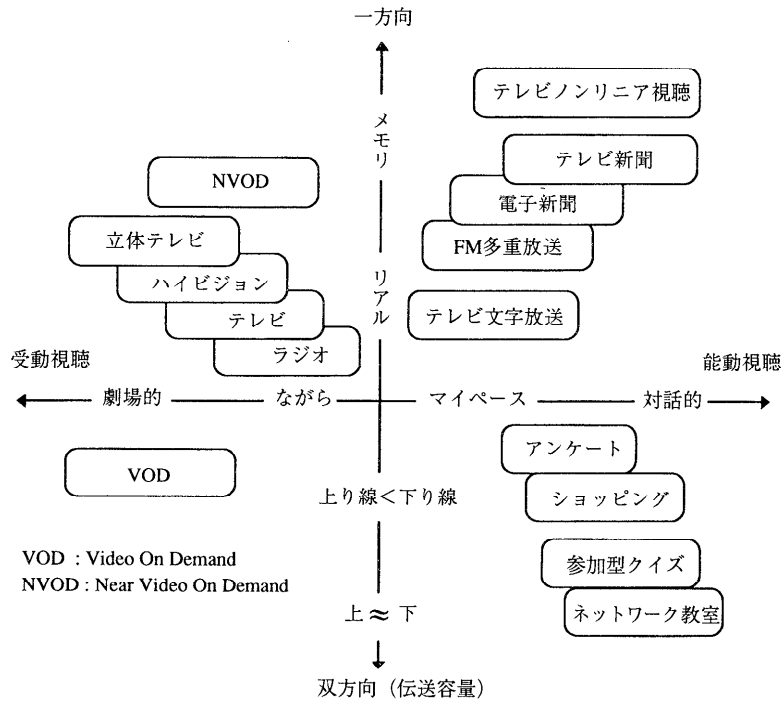 一方向
テレビノンリニア視聴
メモリ
テレビ新聞
NVOD
電子新聞
立体テレビ
FM多重放送
ハイビジョン
リアル
テレビ文字放送
テレビ
ラジオ
受動視聴
能動視聴
劇場的
ながら
マイペース
対話的
アンケート
VOD
上り線<下り線
ショッピング
VOD : Video On Demand
参加型クイズ
NVOD : Near Video On Demand
上 ≈ 下
ネットワーク教室
双方向（伝送容量）